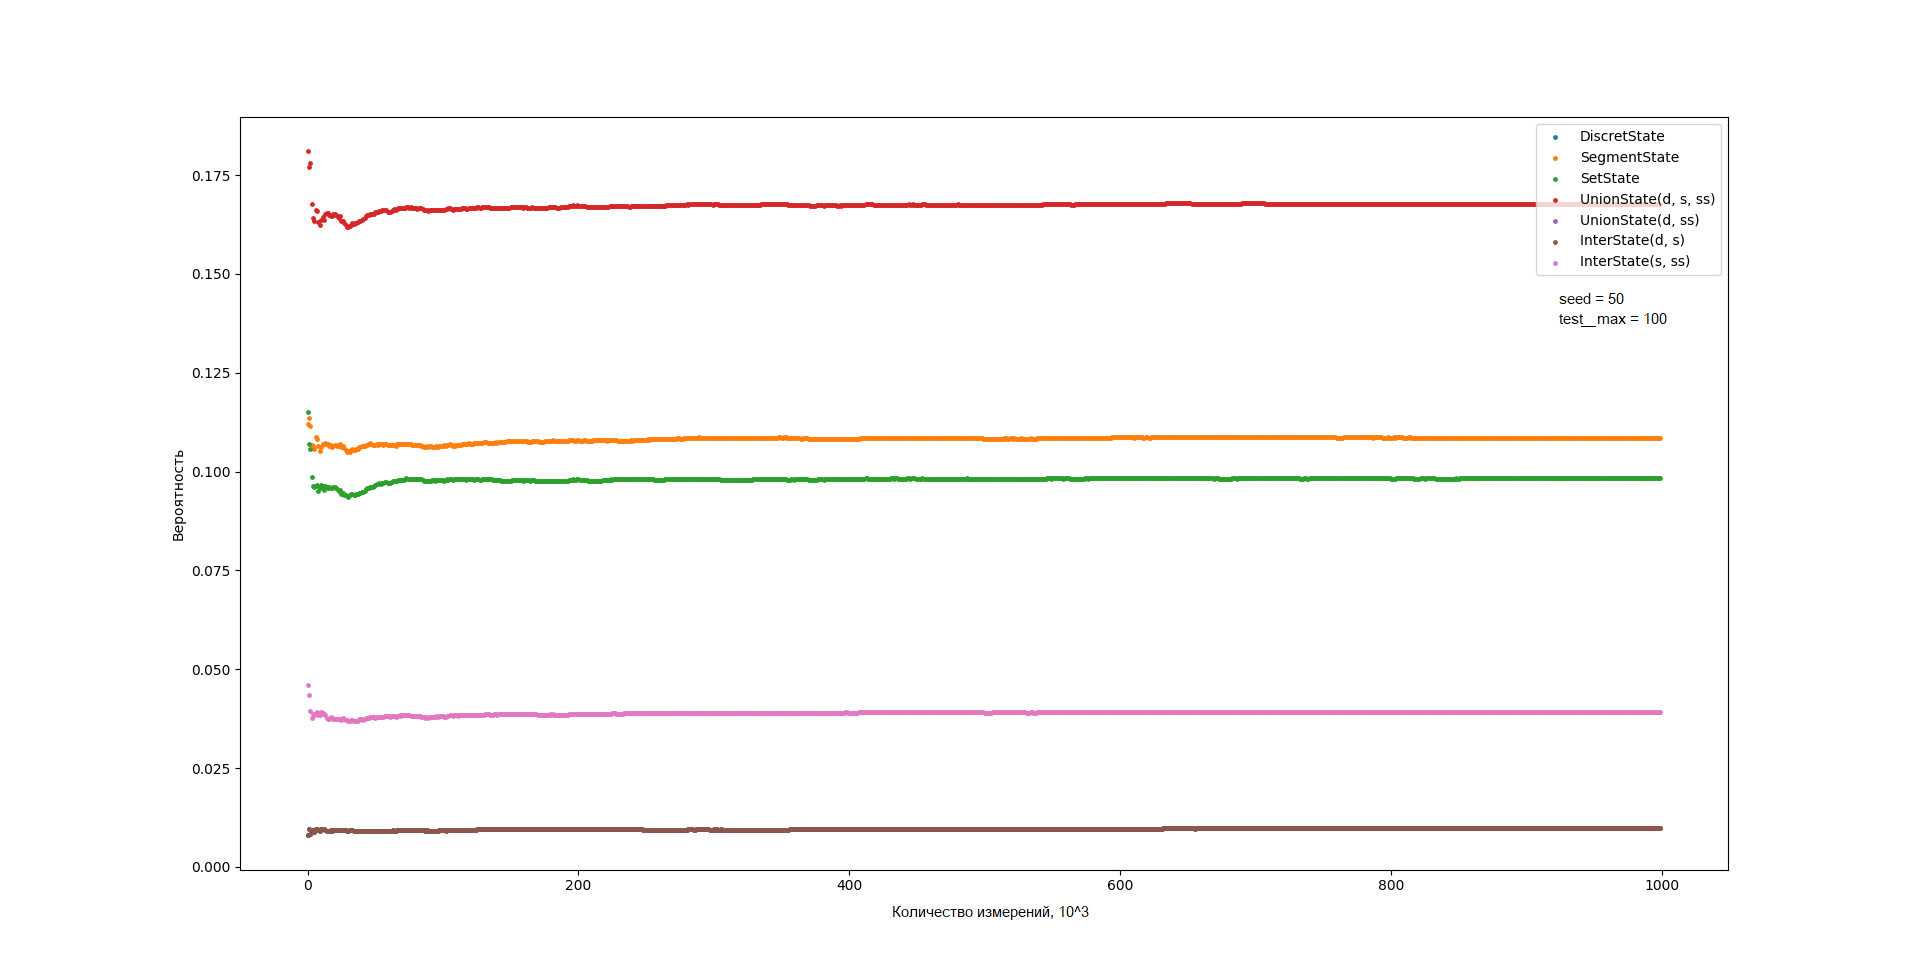 0.175
0.150
0.125
0.100
0.075
0.050
0.025
0.000
Вероятность
0
200
400
600
800
1000
Количество измерений, 10^3
DiscretState
SegmentState
SetState
UnionState(d, s, ss)
UnionState(d, ss)
InterState(d, s)
InterState(s, ss)
seed = 50
test__max = 100